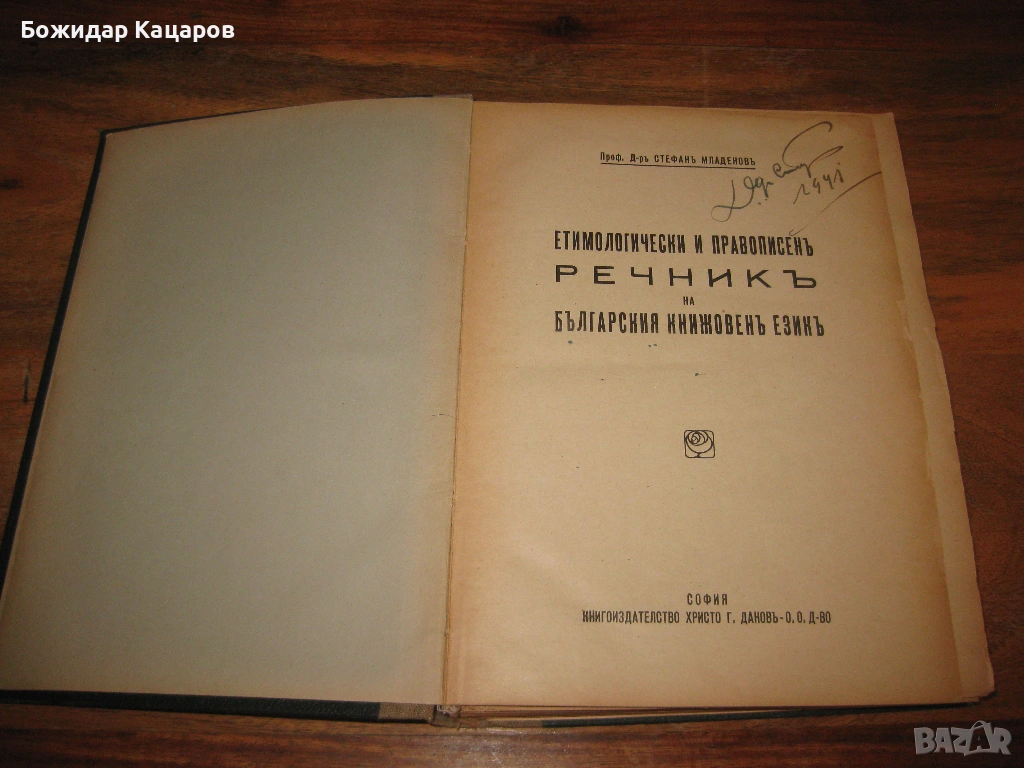 Божидар Кацаров
Проф. Д-ръ СТЕФАНЪ МЛАДЕНОВЪ
1941
ЕТИМОЛОГИЧЕСКИ И ПРАВОПИСЕНЪ
РЕЧНИКЪ
НА
БЪЛГАРСКИЯ КНИЖОВЕНЪ ЕЗИКЪ
СОФИЯ
КНИГОИЗДАТЕЛСТВО ХРИСТО Г. ДАНОВЪ - О. О. Д-ВО
BAZAR